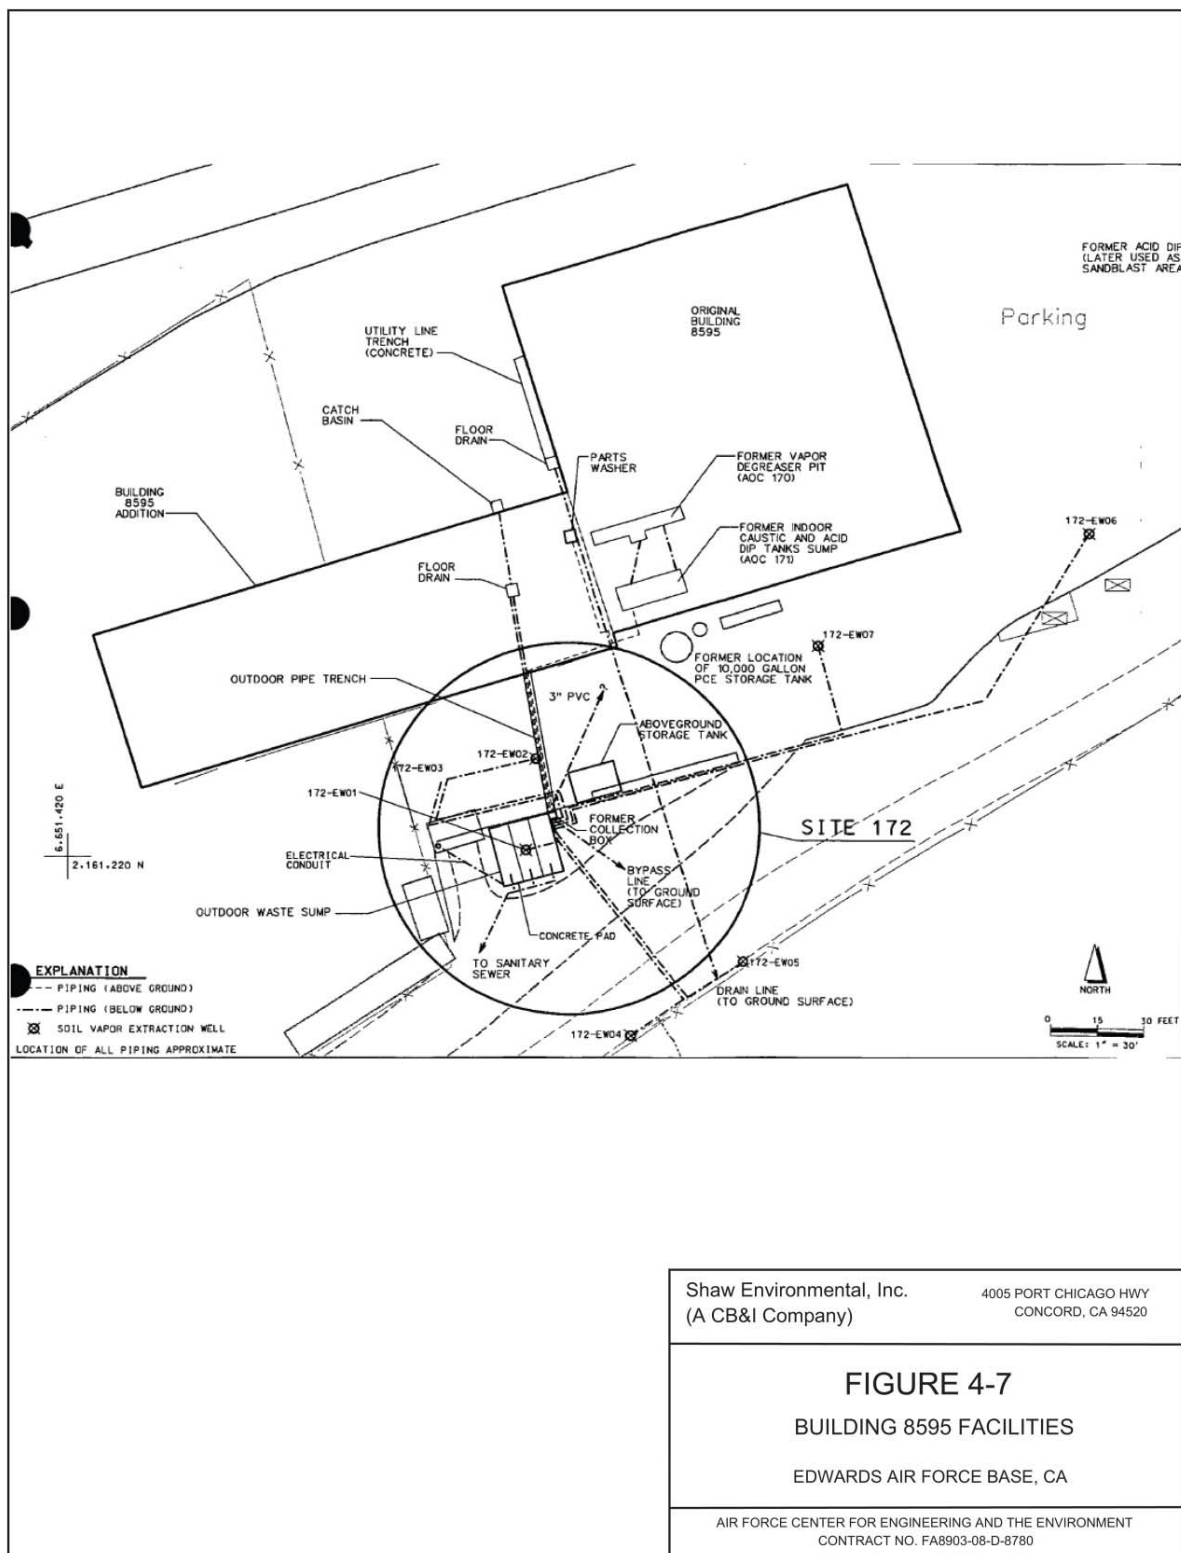 FORMER ACID DIP
(LATER USED AS
SANDBLAST AREA
Parking
ORIGINAL
BUILDING
8595
UTILITY LINE
TRENCH
(CONCRETE)
CATCH
BASIN
FLOOR
DRAIN
PARTS
WASHER
FORMER VAPOR
DEGREASER PIT
(AOC 170)
BUILDING
8595
ADDITION
FORMER INDOOR
CAUSTIC AND ACID
DIP TANKS SUMP
(AOC 171)
172-EW06
FLOOR
DRAIN
172-EW07
FORMER LOCATION
OF 10,000 GALLON
PCE STORAGE TANK
OUTDOOR PIPE TRENCH
3" PVC
?
ABOVEGROUND
STORAGE TANK
172-EW02
172-EW03
172-EW01
FORMER
COLLECTION
BOX
SITE 172
6,651,420 E
2,161,220 N
ELECTRICAL
CONDUIT
BYPASS
LINE
(TO GROUND
SURFACE)
OUTDOOR WASTE SUMP
CONCRETE PAD
TO SANITARY
SEWER
172-EW05
DRAIN LINE
(TO GROUND SURFACE)
172-EW04
NORTH
0 15 30 FEET
SCALE: 1" = 30'
EXPLANATION
PIPING (ABOVE GROUND)
PIPING (BELOW GROUND)
SOIL VAPOR EXTRACTION WELL
LOCATION OF ALL PIPING APPROXIMATE
Shaw Environmental, Inc.
(A CB&I Company)
4005 PORT CHICAGO HWY
CONCORD, CA 94520
FIGURE 4-7
BUILDING 8595 FACILITIES
EDWARDS AIR FORCE BASE, CA
AIR FORCE CENTER FOR ENGINEERING AND THE ENVIRONMENT
CONTRACT NO. FA8903-08-D-8780